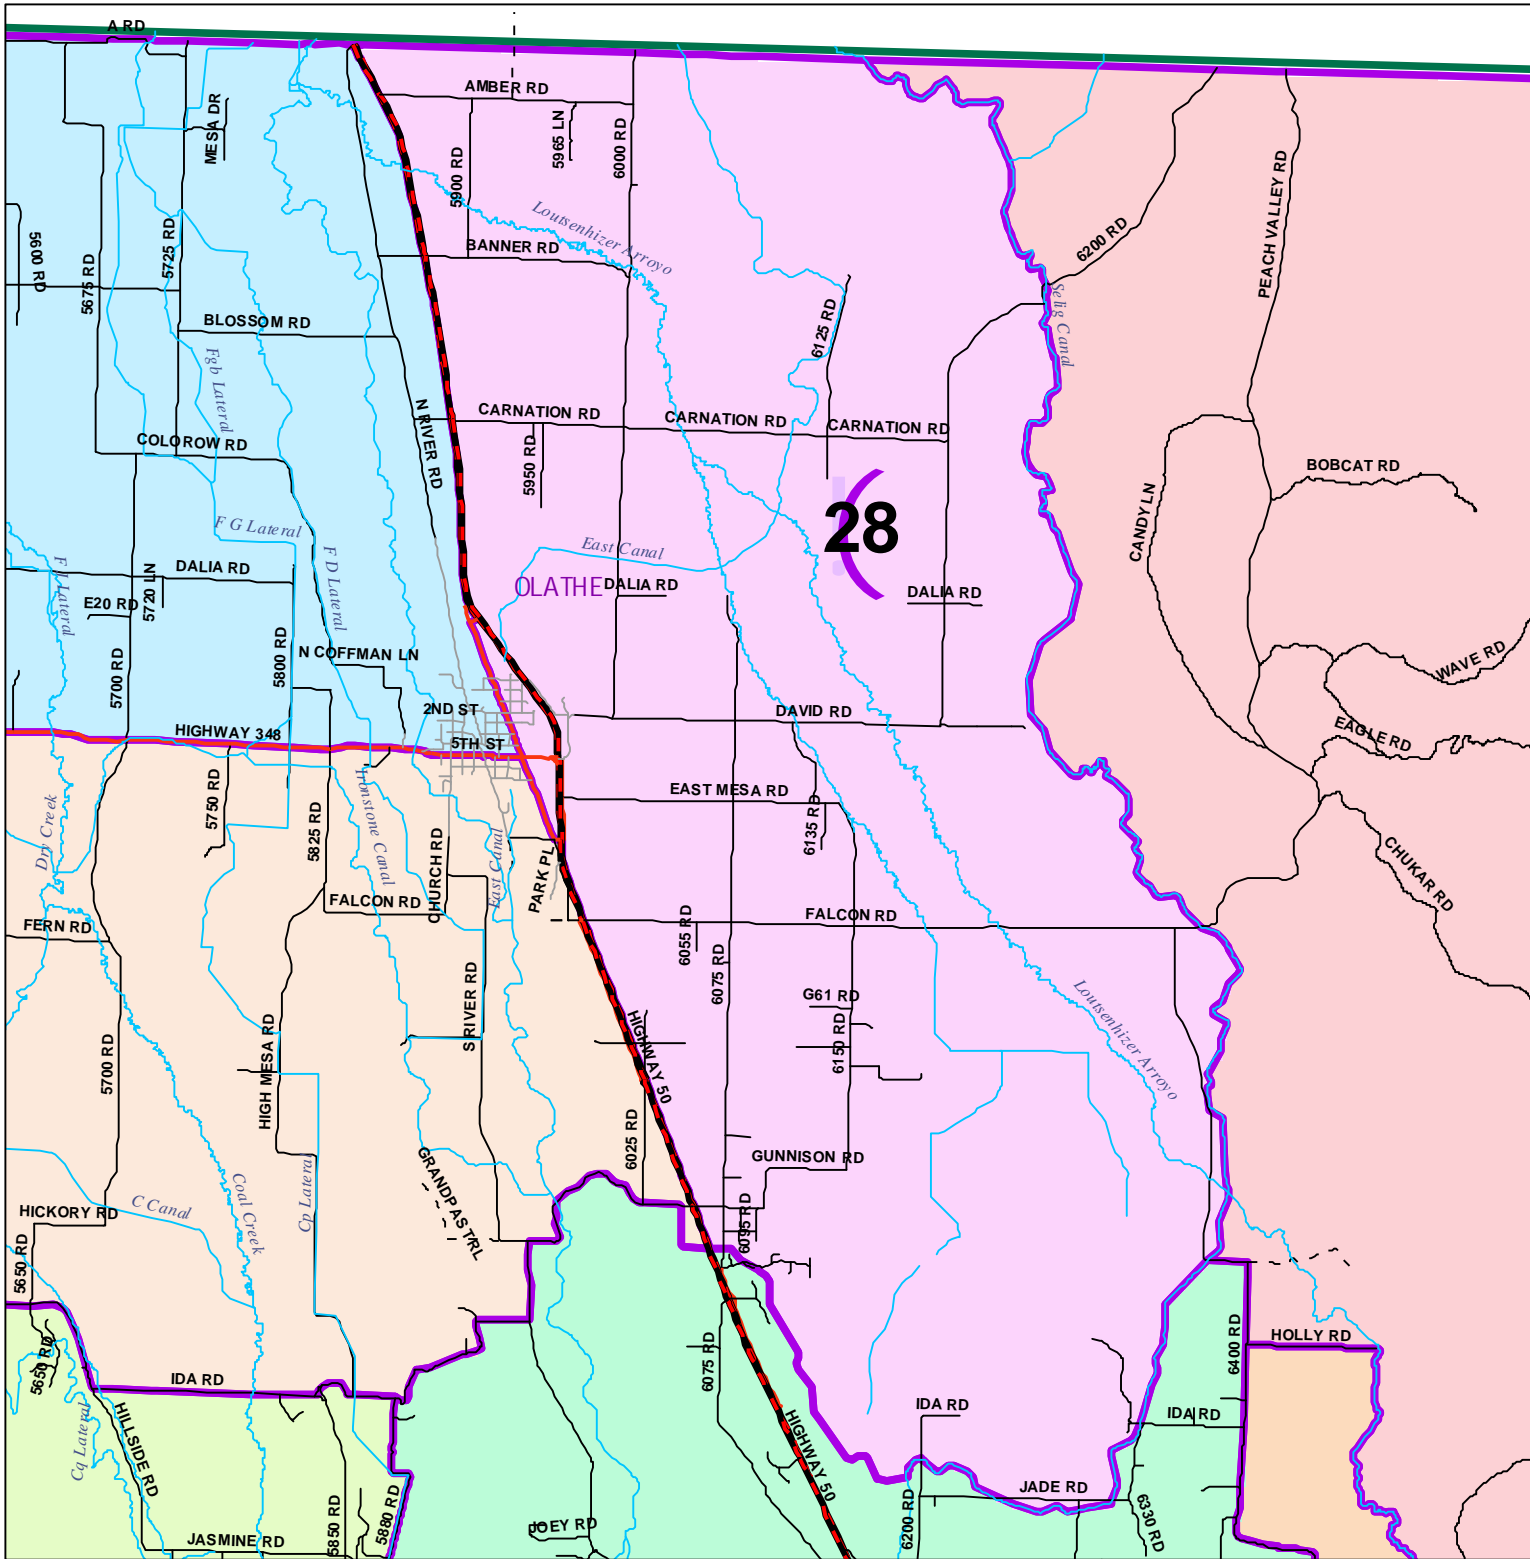 A RD
AMBER RD
MESA DR
5965 LN
6000 RD
5900 RD
PEACH VALLEY RD
Loutsenhizer Arroyo
6200 RD
5600 RD
5725 RD
5675 RD
BANNER RD
Selig Canal
BLOSSOM RD
6125 RD
Fgb Lateral
N RIVER RD
CARNATION RD
CARNATION RD
CARNATION RD
COLOROW RD
5950 RD
BOBCAT RD
CANDY LN
28
F G Lateral
F D Lateral
East Canal
F I Lateral
DALIA RD
5720 LN
OLATHE
DALIA RD
DALIA RD
E20 RD
5700 RD
5800 RD
N COFFMAN LN
WAVE RD
2ND ST
DAVID RD
EAGLE RD
HIGHWAY 348
5TH ST
5750 RD
Ironstone Canal
EAST MESA RD
6135 RD
Dry Creek
5825 RD
CHURCH RD
East Canal
PARK PL
CHUKAR RD
FALCON RD
FALCON RD
FERN RD
6055 RD
6075 RD
S RIVER RD
G61 RD
Loutsenhizer Arroyo
5700 RD
HIGH MESA RD
HIGHWAY 50
6150 RD
6025 RD
GUNNISON RD
GRANDPAS TRL
Cp Lateral
Coal Creek
C Canal
HICKORY RD
6095 RD
5650 RD
5650 RD
6075 RD
6400 RD
HOLLY RD
IDA RD
IDA RD
IDA RD
HILLSIDE RD
Cq Lateral
HIGHWAY 50
JADE RD
5850 RD
5880 RD
JOEY RD
6200 RD
6330 RD
JASMINE RD